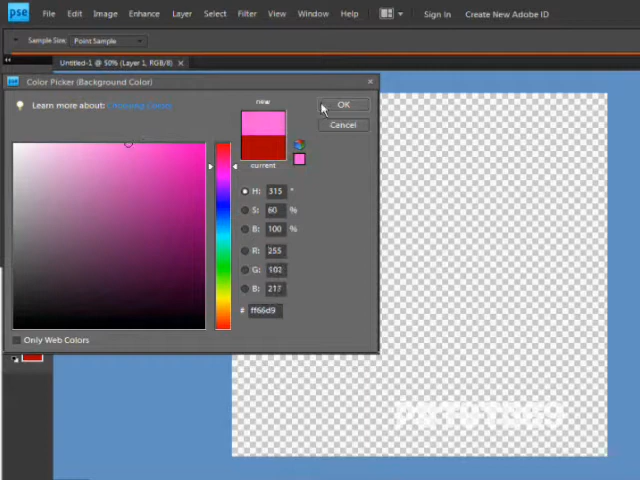 pse File Edit Image Enhance Layer Select Filter View Window Help Sign In Create New Adobe ID
Sample Size: Point Sample
Untitled-1 @ 50% (Layer 1, RGB/8) ×
pse Color Picker (Background Color) ×
Learn more about: Choosing Colors
new
OK
Cancel
current
H: 315 °
S: 60 %
B: 100 %
R: 255
G: 102
B: 217
# ff66d9
Only Web Colors